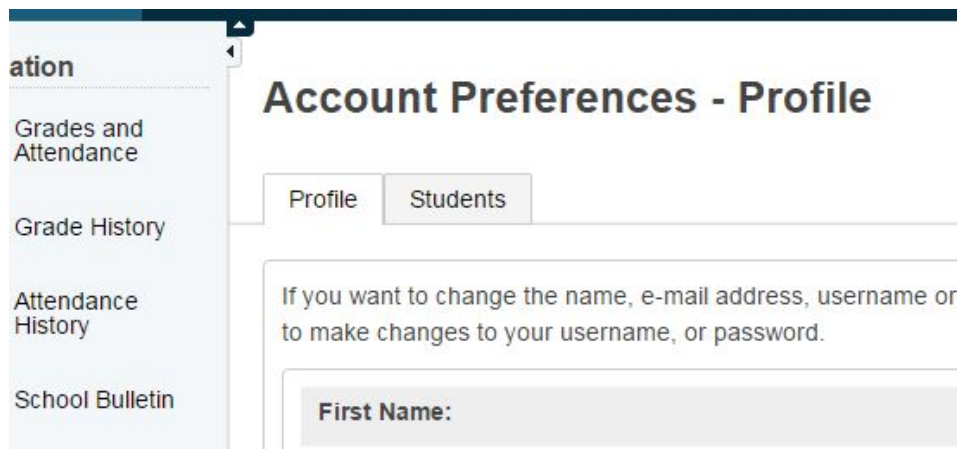 ation
Grades and
Attendance
Grade History
Attendance
History
School Bulletin
Account Preferences - Profile
Profile
Students
If you want to change the name, e-mail address, username or
to make changes to your username, or password.
First Name: